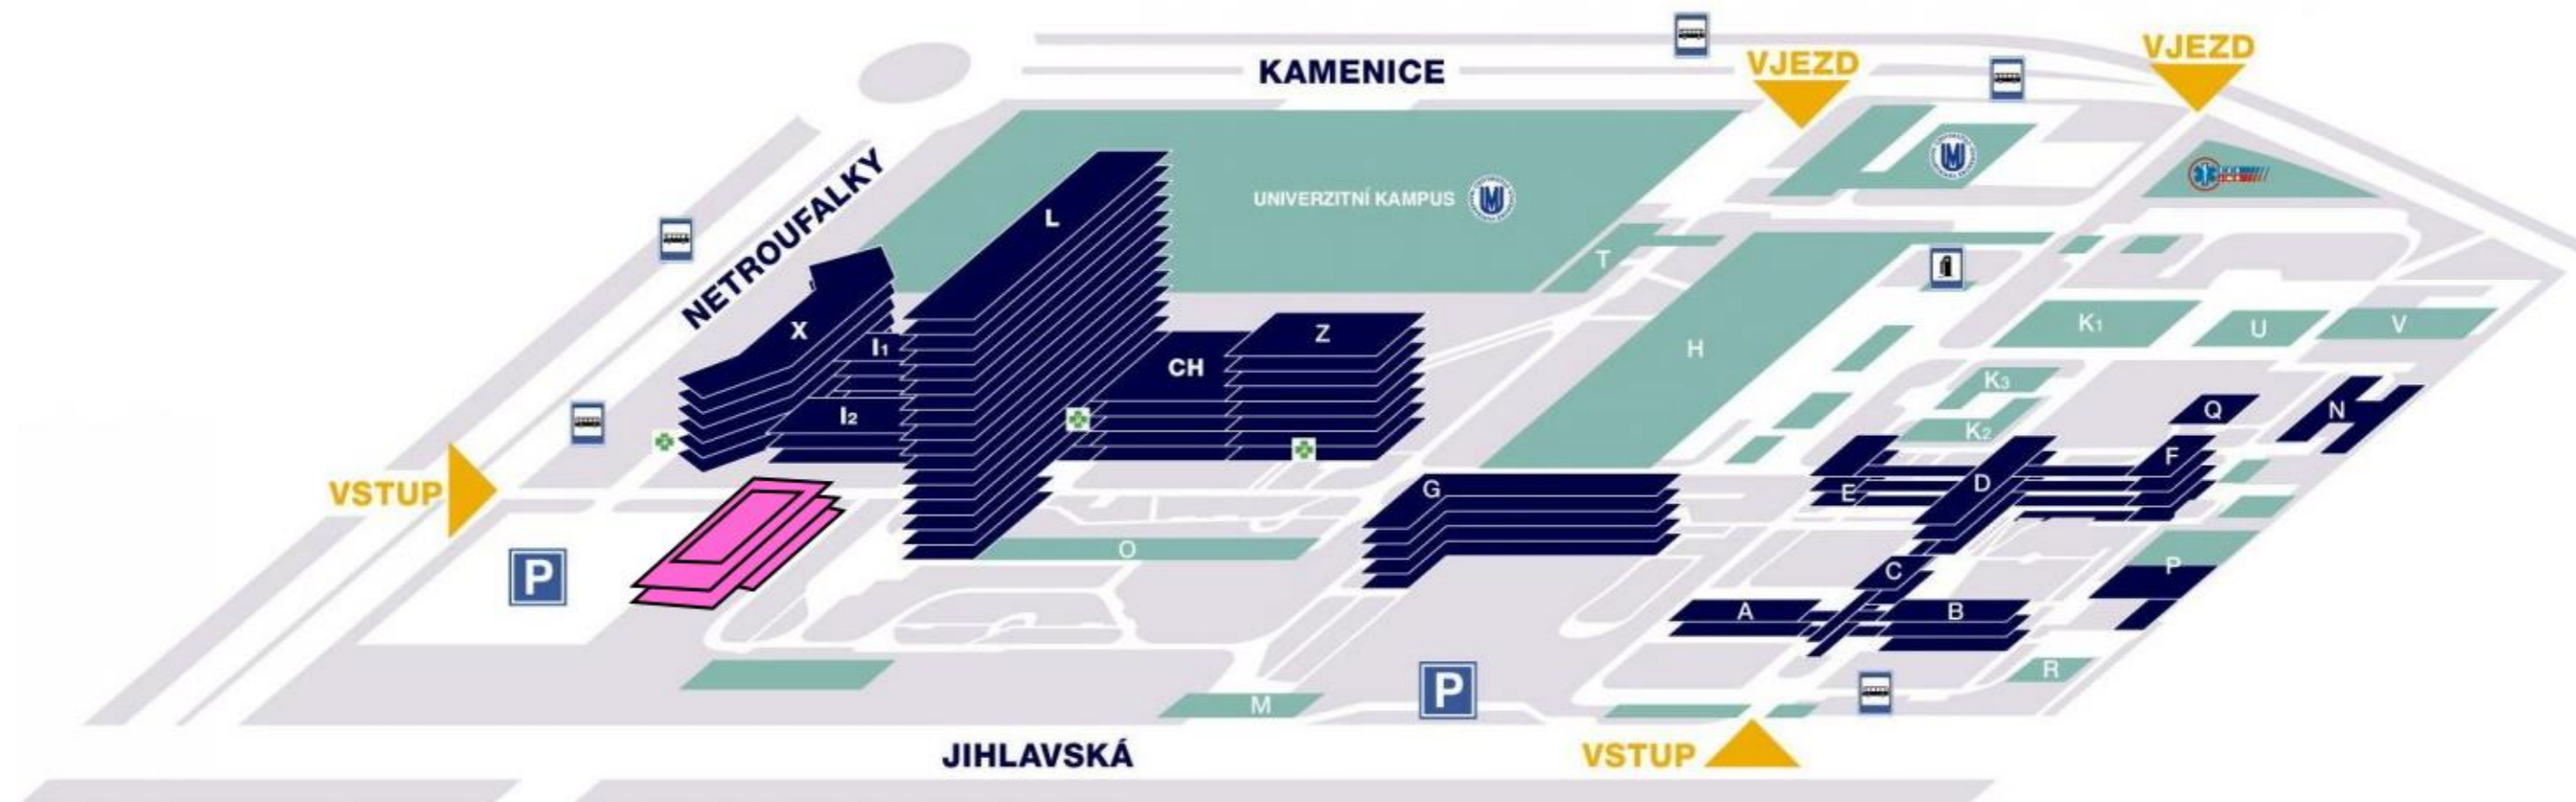 KAMENICE
VJEZD
VJEZD
NETROUFALKY
UNIVERZITNÍ KAMPUS
L
T
X
I1
I2
CH
Z
H
K1
U
V
K3
K2
Q
N
F
E
D
G
VSTUP
P
O
C
P
A
B
R
M
P
JIHLAVSKÁ
VSTUP